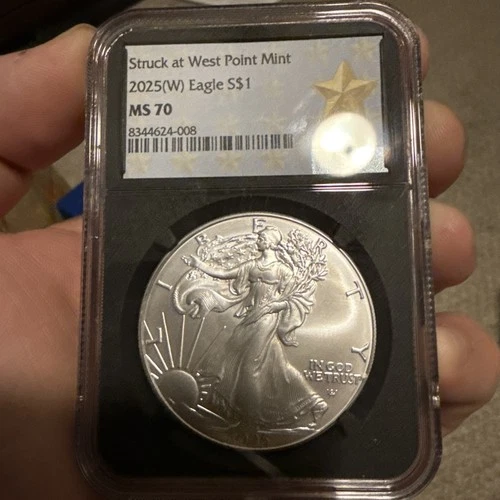 Struck at West Point Mint
2025(W) Eagle S$1
MS 70
8344624-008
LIBERTY
IN GOD
WE TRUST